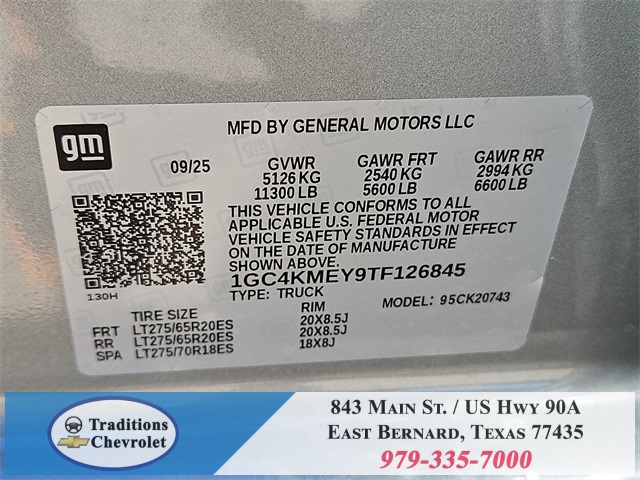 gm
MFD BY GENERAL MOTORS LLC
09/25 GVWR GAWR FRT GAWR RR
5126 KG 2540 KG 2994 KG
11300 LB 5600 LB 6600 LB
THIS VEHICLE CONFORMS TO ALL
APPLICABLE U.S. FEDERAL MOTOR
VEHICLE SAFETY STANDARDS IN EFFECT
ON THE DATE OF MANUFACTURE
SHOWN ABOVE.
130H
1GC4KMEY9TF126845
TYPE: TRUCK MODEL: 95CK20743
TIRE SIZE RIM
FRT LT275/65R20ES 20X8.5J
RR LT275/65R20ES 20X8.5J
SPA LT275/70R18ES 18X8J
Traditions
Chevrolet
843 Main St. / US Hwy 90A
East Bernard, Texas 77435
979-335-7000